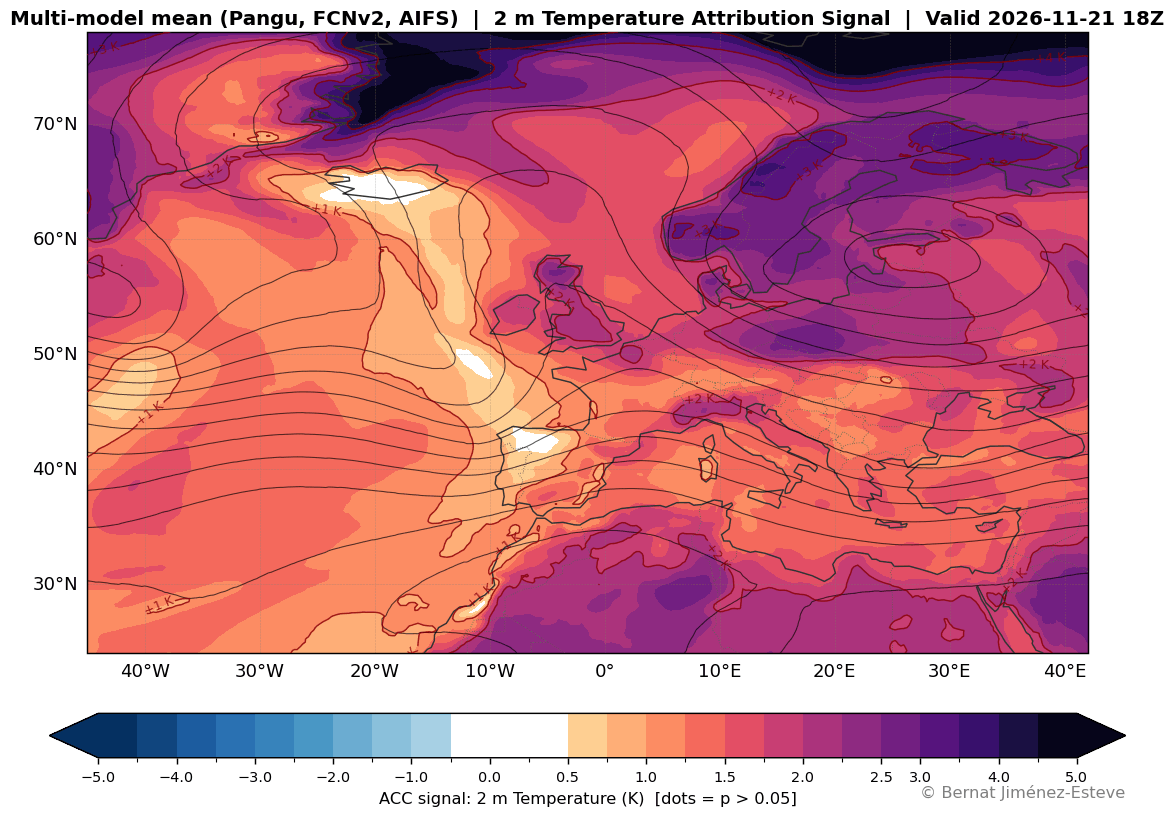 Multi-model mean (Pangu, FCNv2, AIFS) | 2 m Temperature Attribution Signal | Valid 2026-11-21 18Z
70°N
60°N
50°N
40°N
30°N
+2 K
+2 K
+1 K
+1 K
+2 K
+2 K
+1 K
+1 K
+1 K
40°W
30°W
20°W
10°W
0°
10°E
20°E
30°E
40°E
−5.0
−4.0
−3.0
−2.0
−1.0
0.0
0.5
1.0
1.5
2.0
2.5
3.0
4.0
5.0
ACC signal: 2 m Temperature (K) [dots = p > 0.05]
© Bernat Jiménez-Esteve